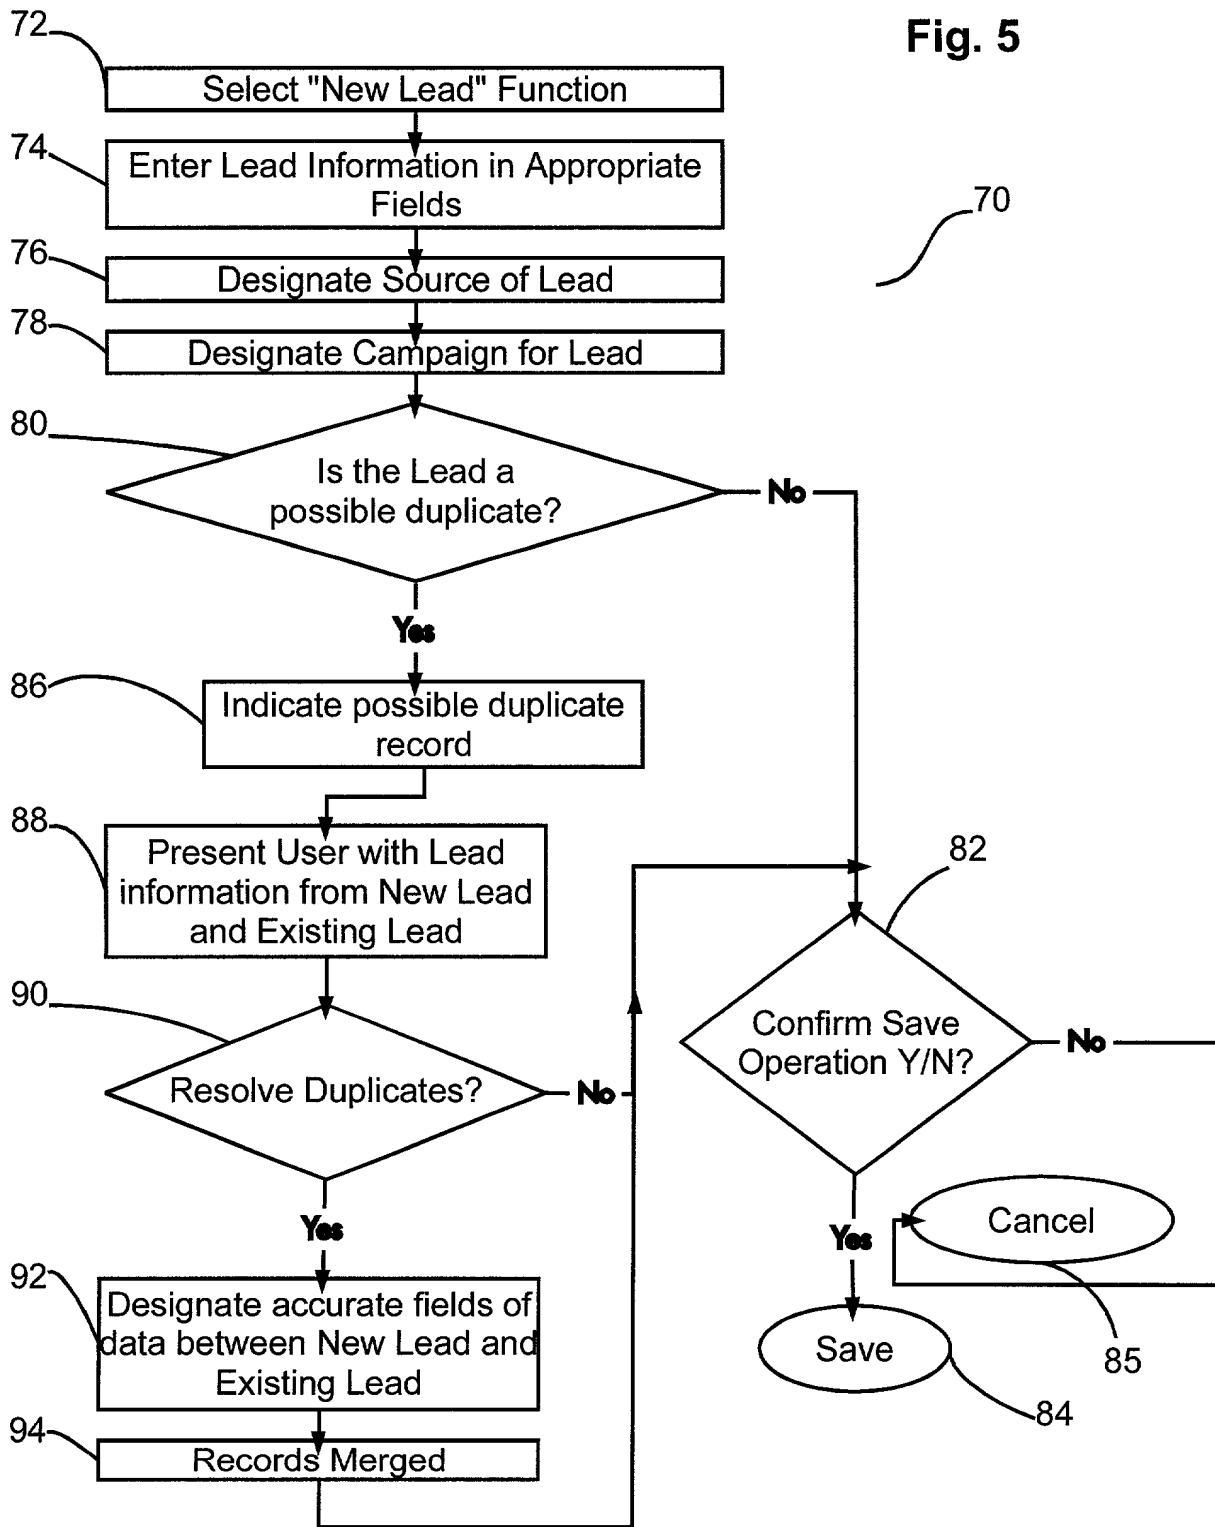 Fig. 5
72
Select "New Lead" Function
74
Enter Lead Information in Appropriate
Fields
70
76
Designate Source of Lead
78
Designate Campaign for Lead
80
Is the Lead a
possible duplicate?
No
Yes
86
Indicate possible duplicate
record
88
Present User with Lead
information from New Lead
and Existing Lead
82
90
Resolve Duplicates?
No
Confirm Save
Operation Y/N?
No
Yes
Yes
Cancel
85
92
Designate accurate fields of
data between New Lead and
Existing Lead
Save
84
94
Records Merged